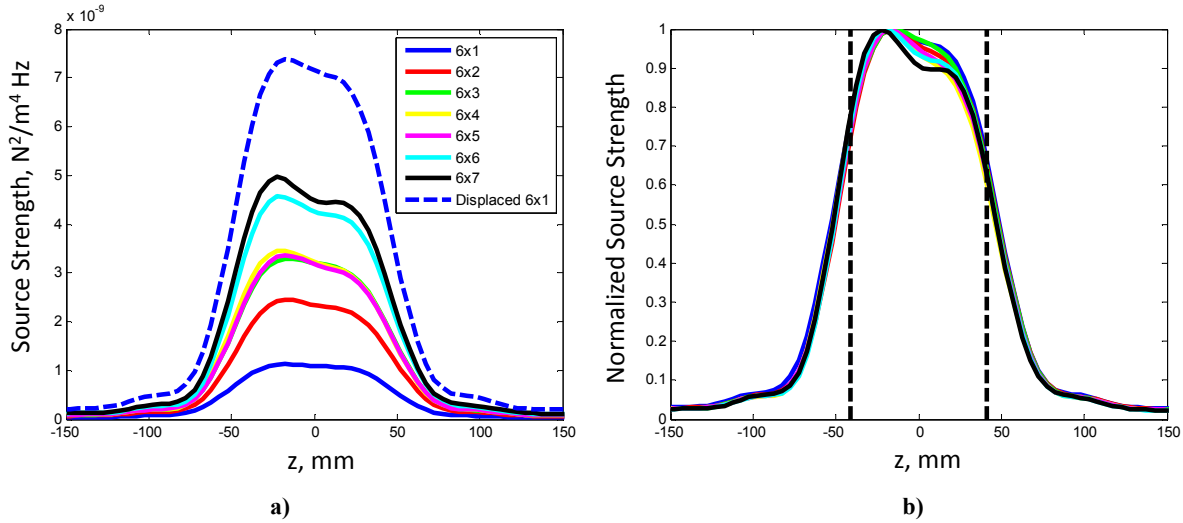 x 10⁻⁹
8
7
6
5
4
3
2
1
0
-150 -100 -50 0 50 100 150
Source Strength, N²/m⁴ Hz
z, mm
6x1
6x2
6x3
6x4
6x5
6x6
6x7
Displaced 6x1
a)
1
0.9
0.8
0.7
0.6
0.5
0.4
0.3
0.2
0.1
0
-150 -100 -50 0 50 100 150
Normalized Source Strength
z, mm
b)